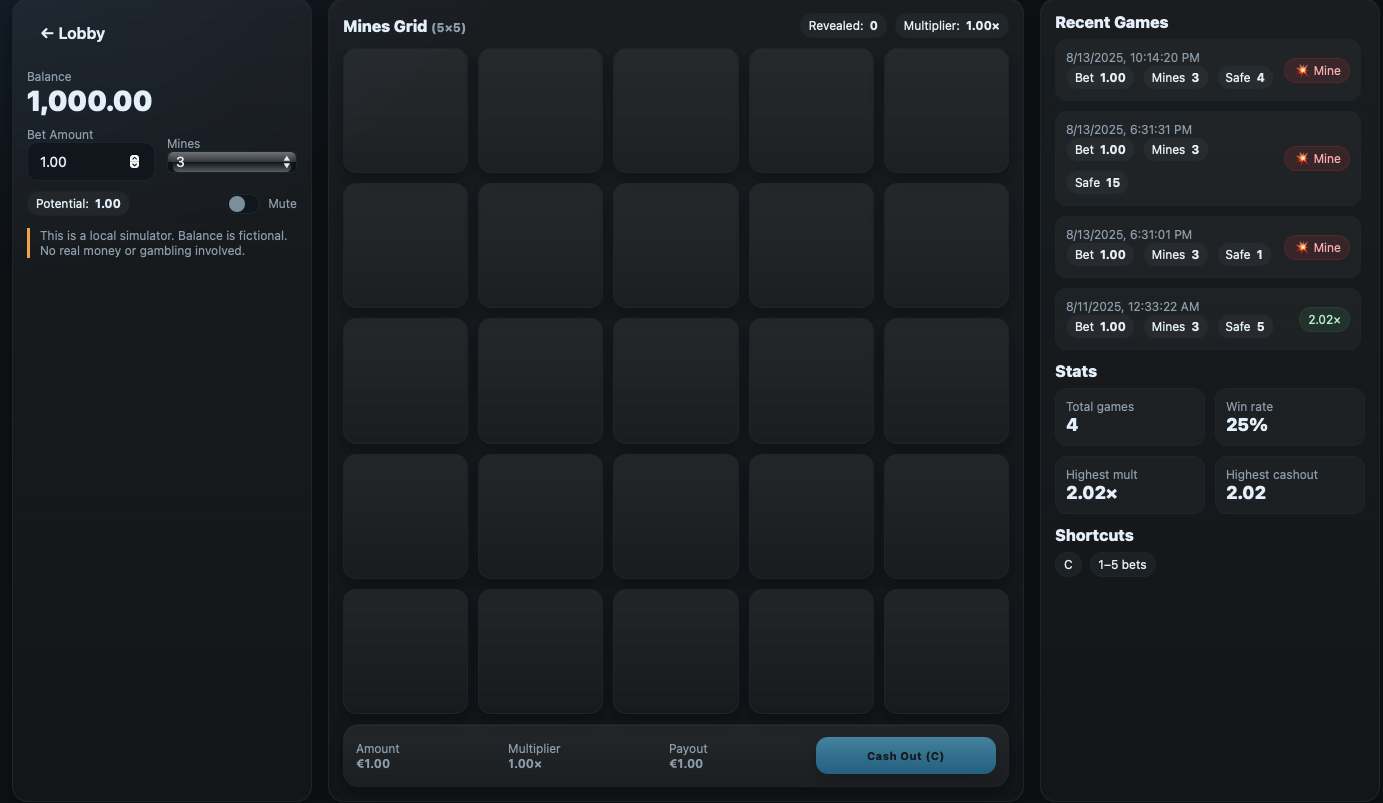 ← Lobby
Balance
1,000.00
Bet Amount
1.00
Mines
3
Potential: 1.00
Mute
This is a local simulator. Balance is fictional.
No real money or gambling involved.
Mines Grid (5×5)
Revealed: 0
Multiplier: 1.00×
Amount
€1.00
Multiplier
1.00×
Payout
€1.00
Cash Out (C)
Recent Games
8/13/2025, 10:14:20 PM
Bet 1.00 Mines 3 Safe 4
💥 Mine
8/13/2025, 6:31:31 PM
Bet 1.00 Mines 3
Safe 15
💥 Mine
8/13/2025, 6:31:01 PM
Bet 1.00 Mines 3 Safe 1
💥 Mine
8/11/2025, 12:33:22 AM
Bet 1.00 Mines 3 Safe 5
2.02×
Stats
Total games
4
Win rate
25%
Highest mult
2.02×
Highest cashout
2.02
Shortcuts
C
1–5 bets